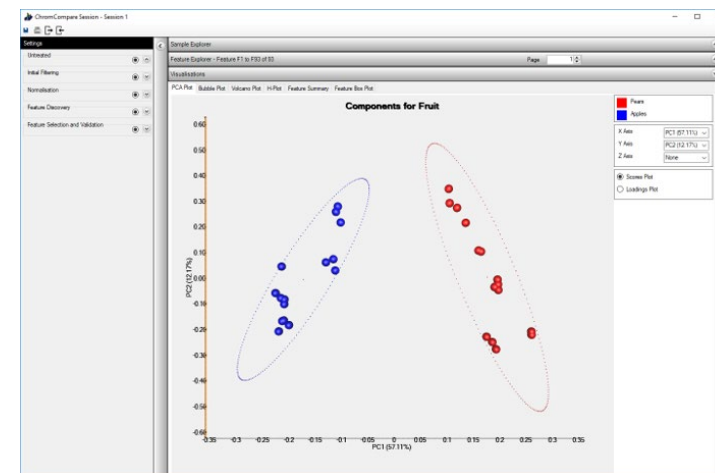 ChromCompare Session - Session 1
Settings
Untreated
Initial Filtering
Normalisation
Feature Discovery
Feature Selection and Validation
Sample Explorer
Feature Explorer - Feature F1 to F93 of 93
Page 1
Visualisations
PCA Plot Bubble Plot Volcano Plot H-Plot Feature Summary Feature Box Plot
Components for Fruit
Pears
Apples
X Axis PC1 (57.11%)
Y Axis PC2 (12.17%)
Z Axis None
Scores Plot
Loadings Plot
PC2 (12.17%)
0.60
0.50
0.40
0.30
0.20
0.10
0.00
-0.10
-0.20
-0.30
-0.40
-0.50
-0.60
-0.35 -0.3 -0.25 -0.2 -0.15 -0.1 -0.05 0 0.05 0.1 0.15 0.2 0.25 0.3 0.35
PC1 (57.11%)